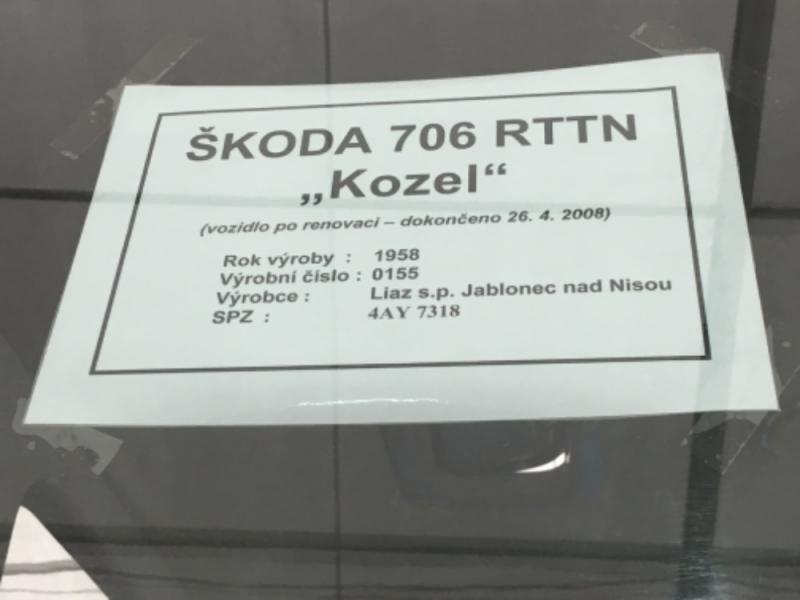 ŠKODA 706 RTTN
„Kozel“
(vozidlo po renovaci – dokončeno 26. 4. 2008)
Rok výroby : 1958
Výrobní číslo : 0155
Výrobce : Liaz s.p. Jablonec nad Nisou
SPZ : 4AY 7318